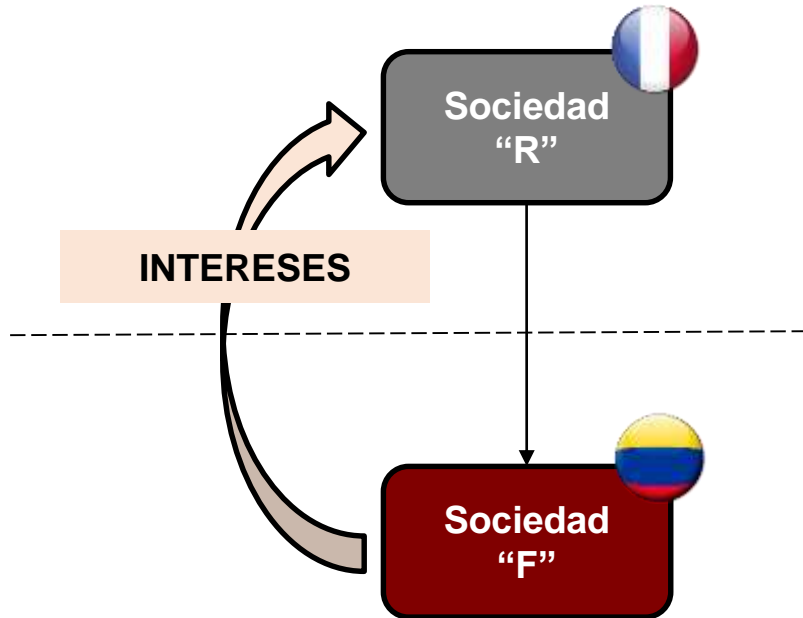 Sociedad
“R”
INTERESES
Sociedad
“F”